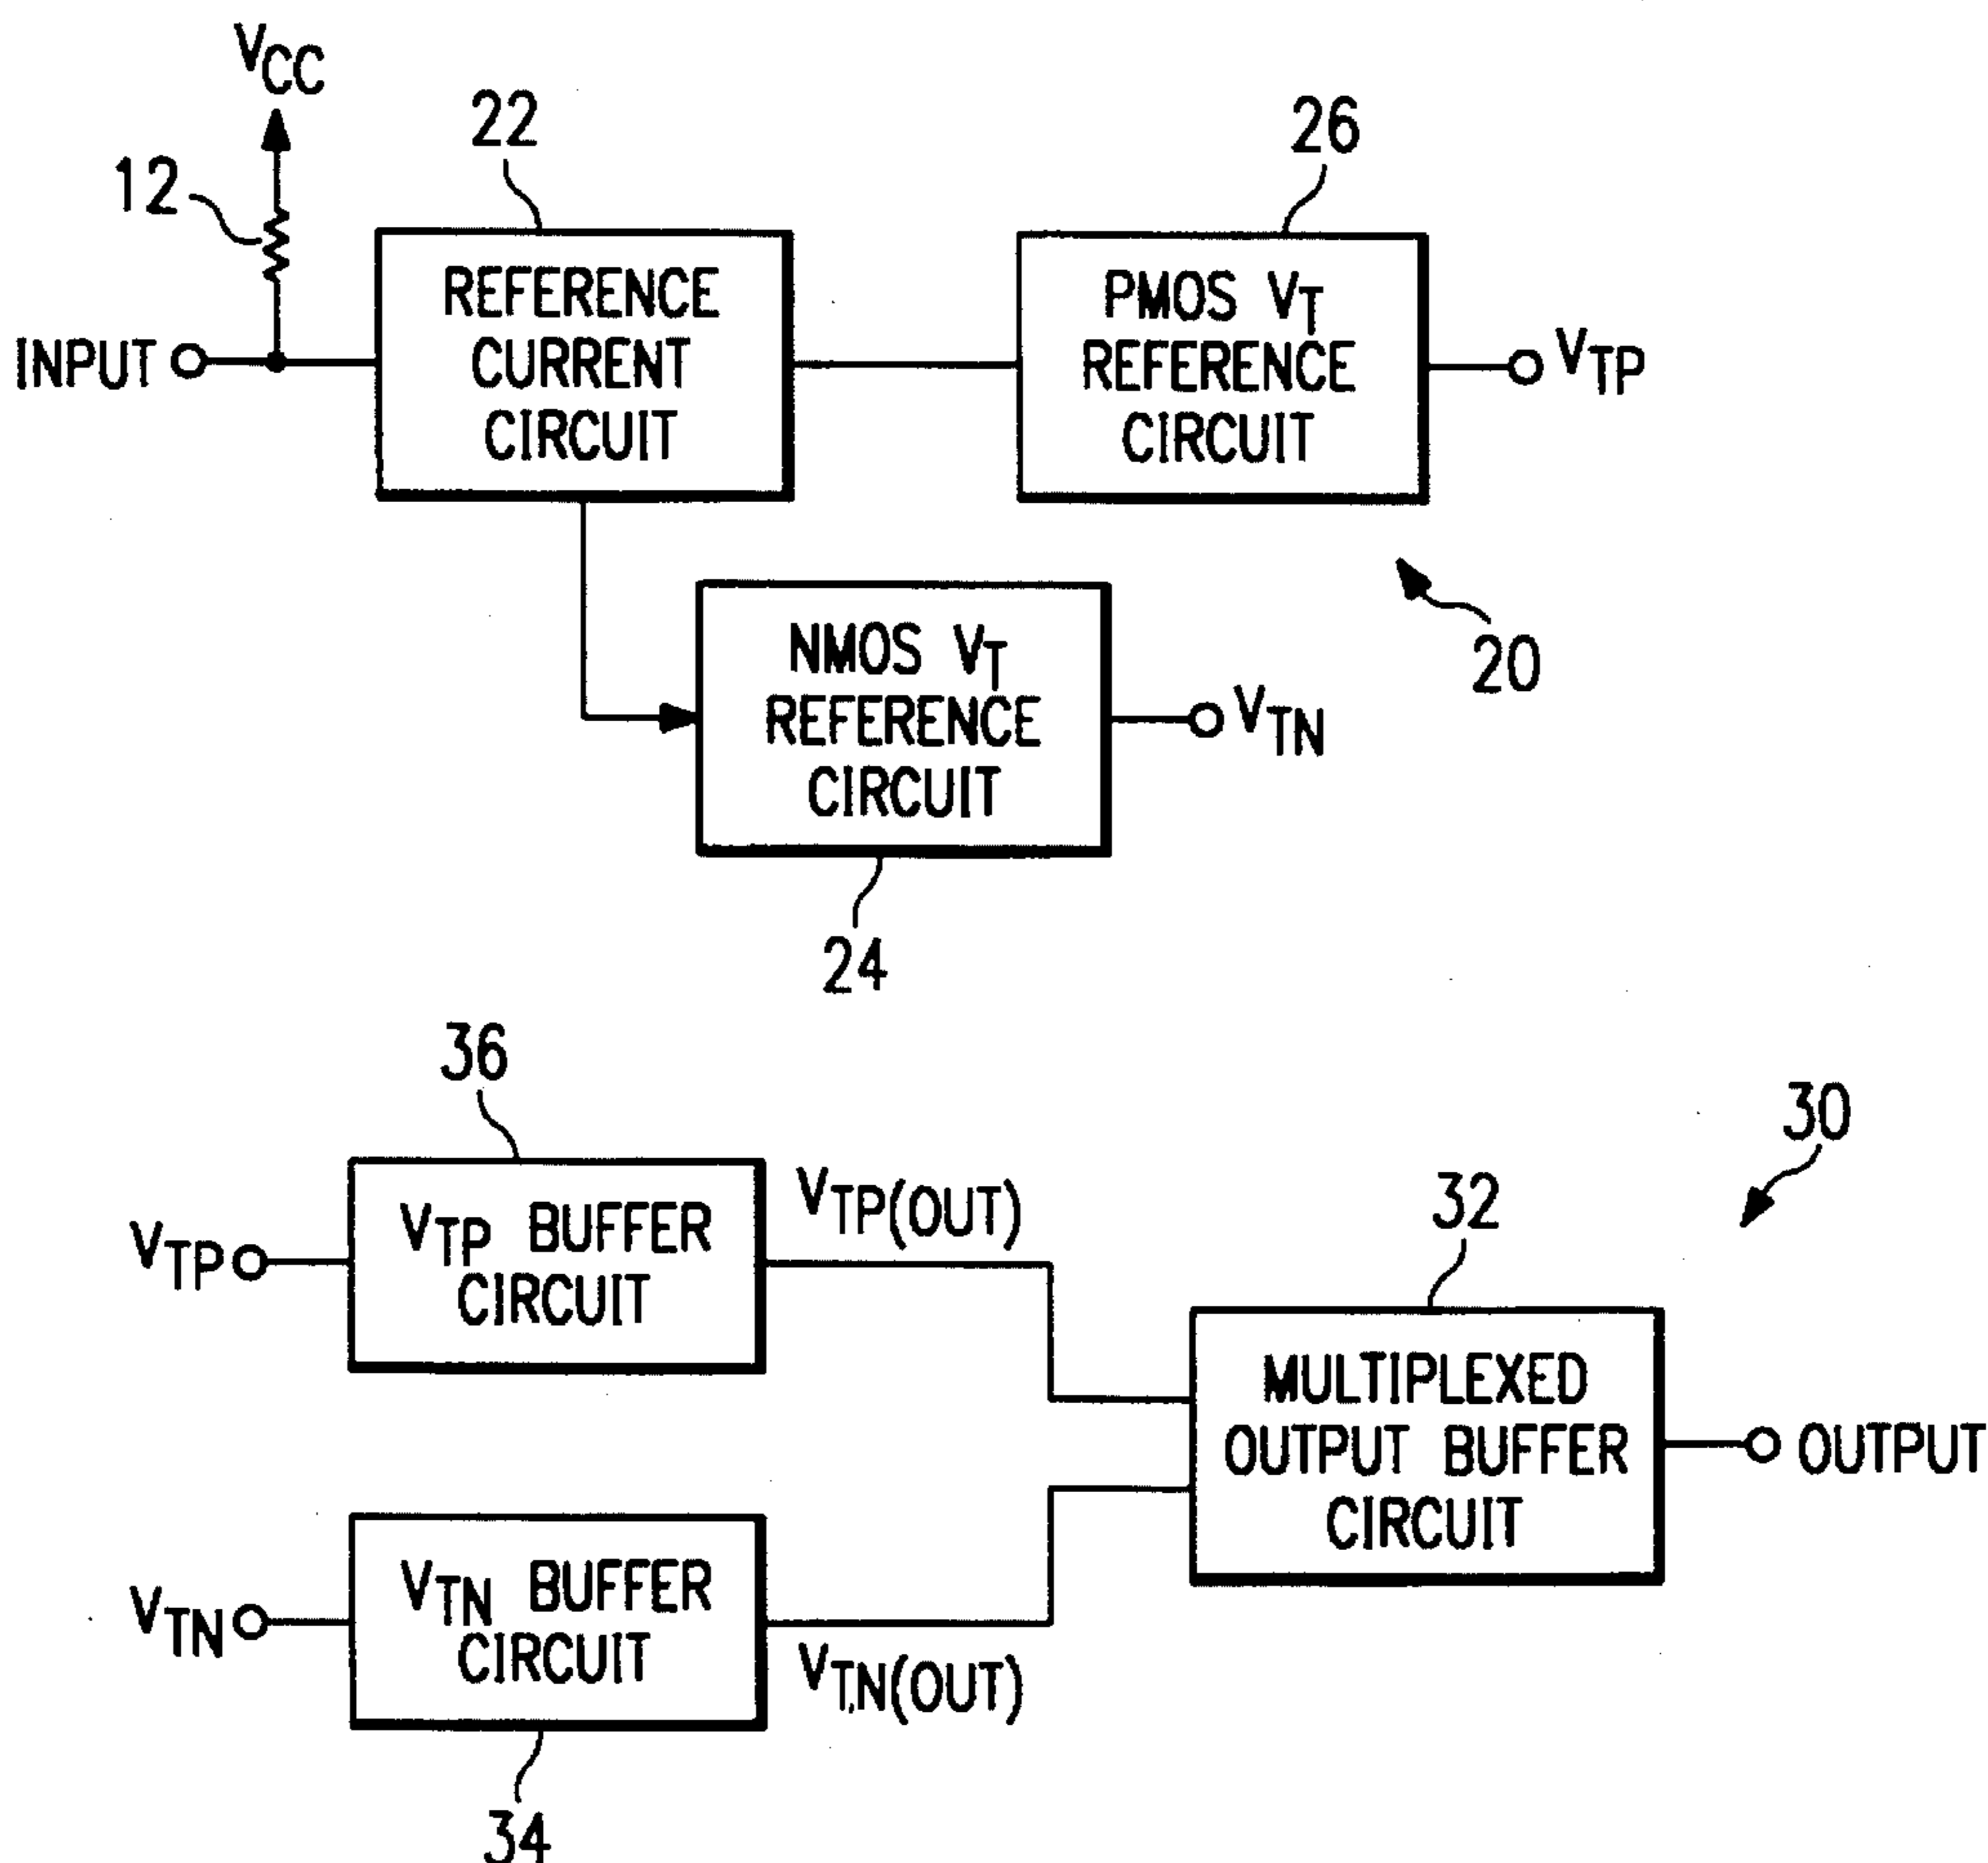 VCC
12
22
26
INPUT
REFERENCE
CURRENT
CIRCUIT
PMOS VT
REFERENCE
CIRCUIT
VTP
20
NMOS VT
REFERENCE
CIRCUIT
VTN
24
36
30
VTP
VTP BUFFER
CIRCUIT
VTP(OUT)
32
MULTIPLEXED
OUTPUT BUFFER
CIRCUIT
OUTPUT
VTN
VTN BUFFER
CIRCUIT
VTN(OUT)
34